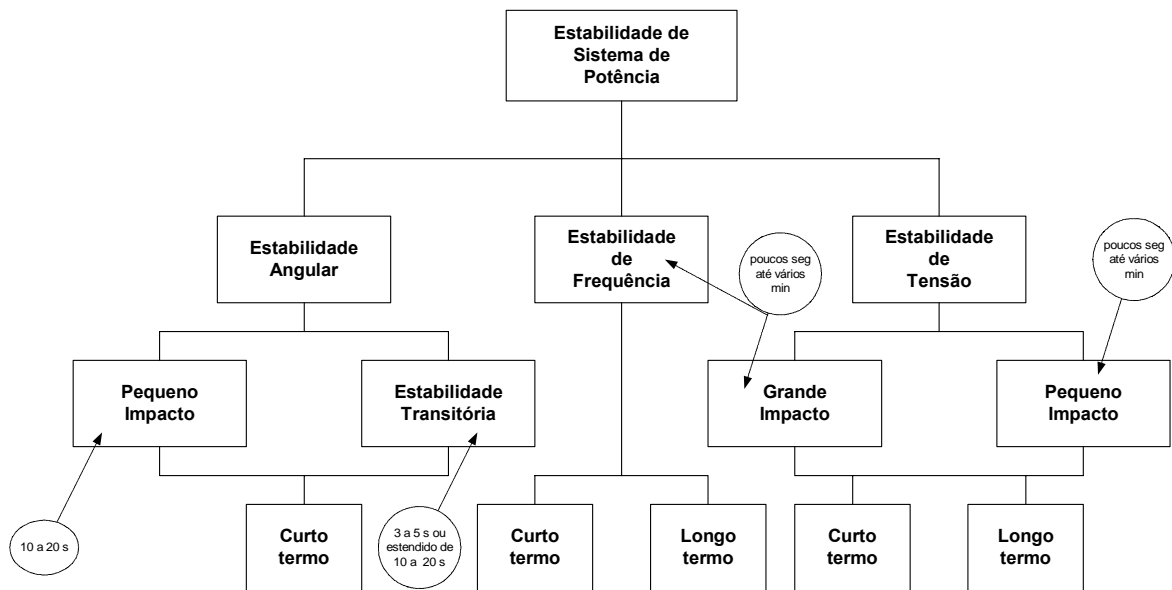 Estabilidade de
Sistema de
Potência
Estabilidade
Angular
Estabilidade
de
Frequência
poucos seg
até vários
min
Estabilidade
de
Tensão
poucos seg
até vários
min
Pequeno
Impacto
Estabilidade
Transitória
Grande
Impacto
Pequeno
Impacto
10 a 20 s
Curto
termo
3 a 5 s ou
estendido de
10 a 20 s
Curto
termo
Longo
termo
Curto
termo
Longo
termo